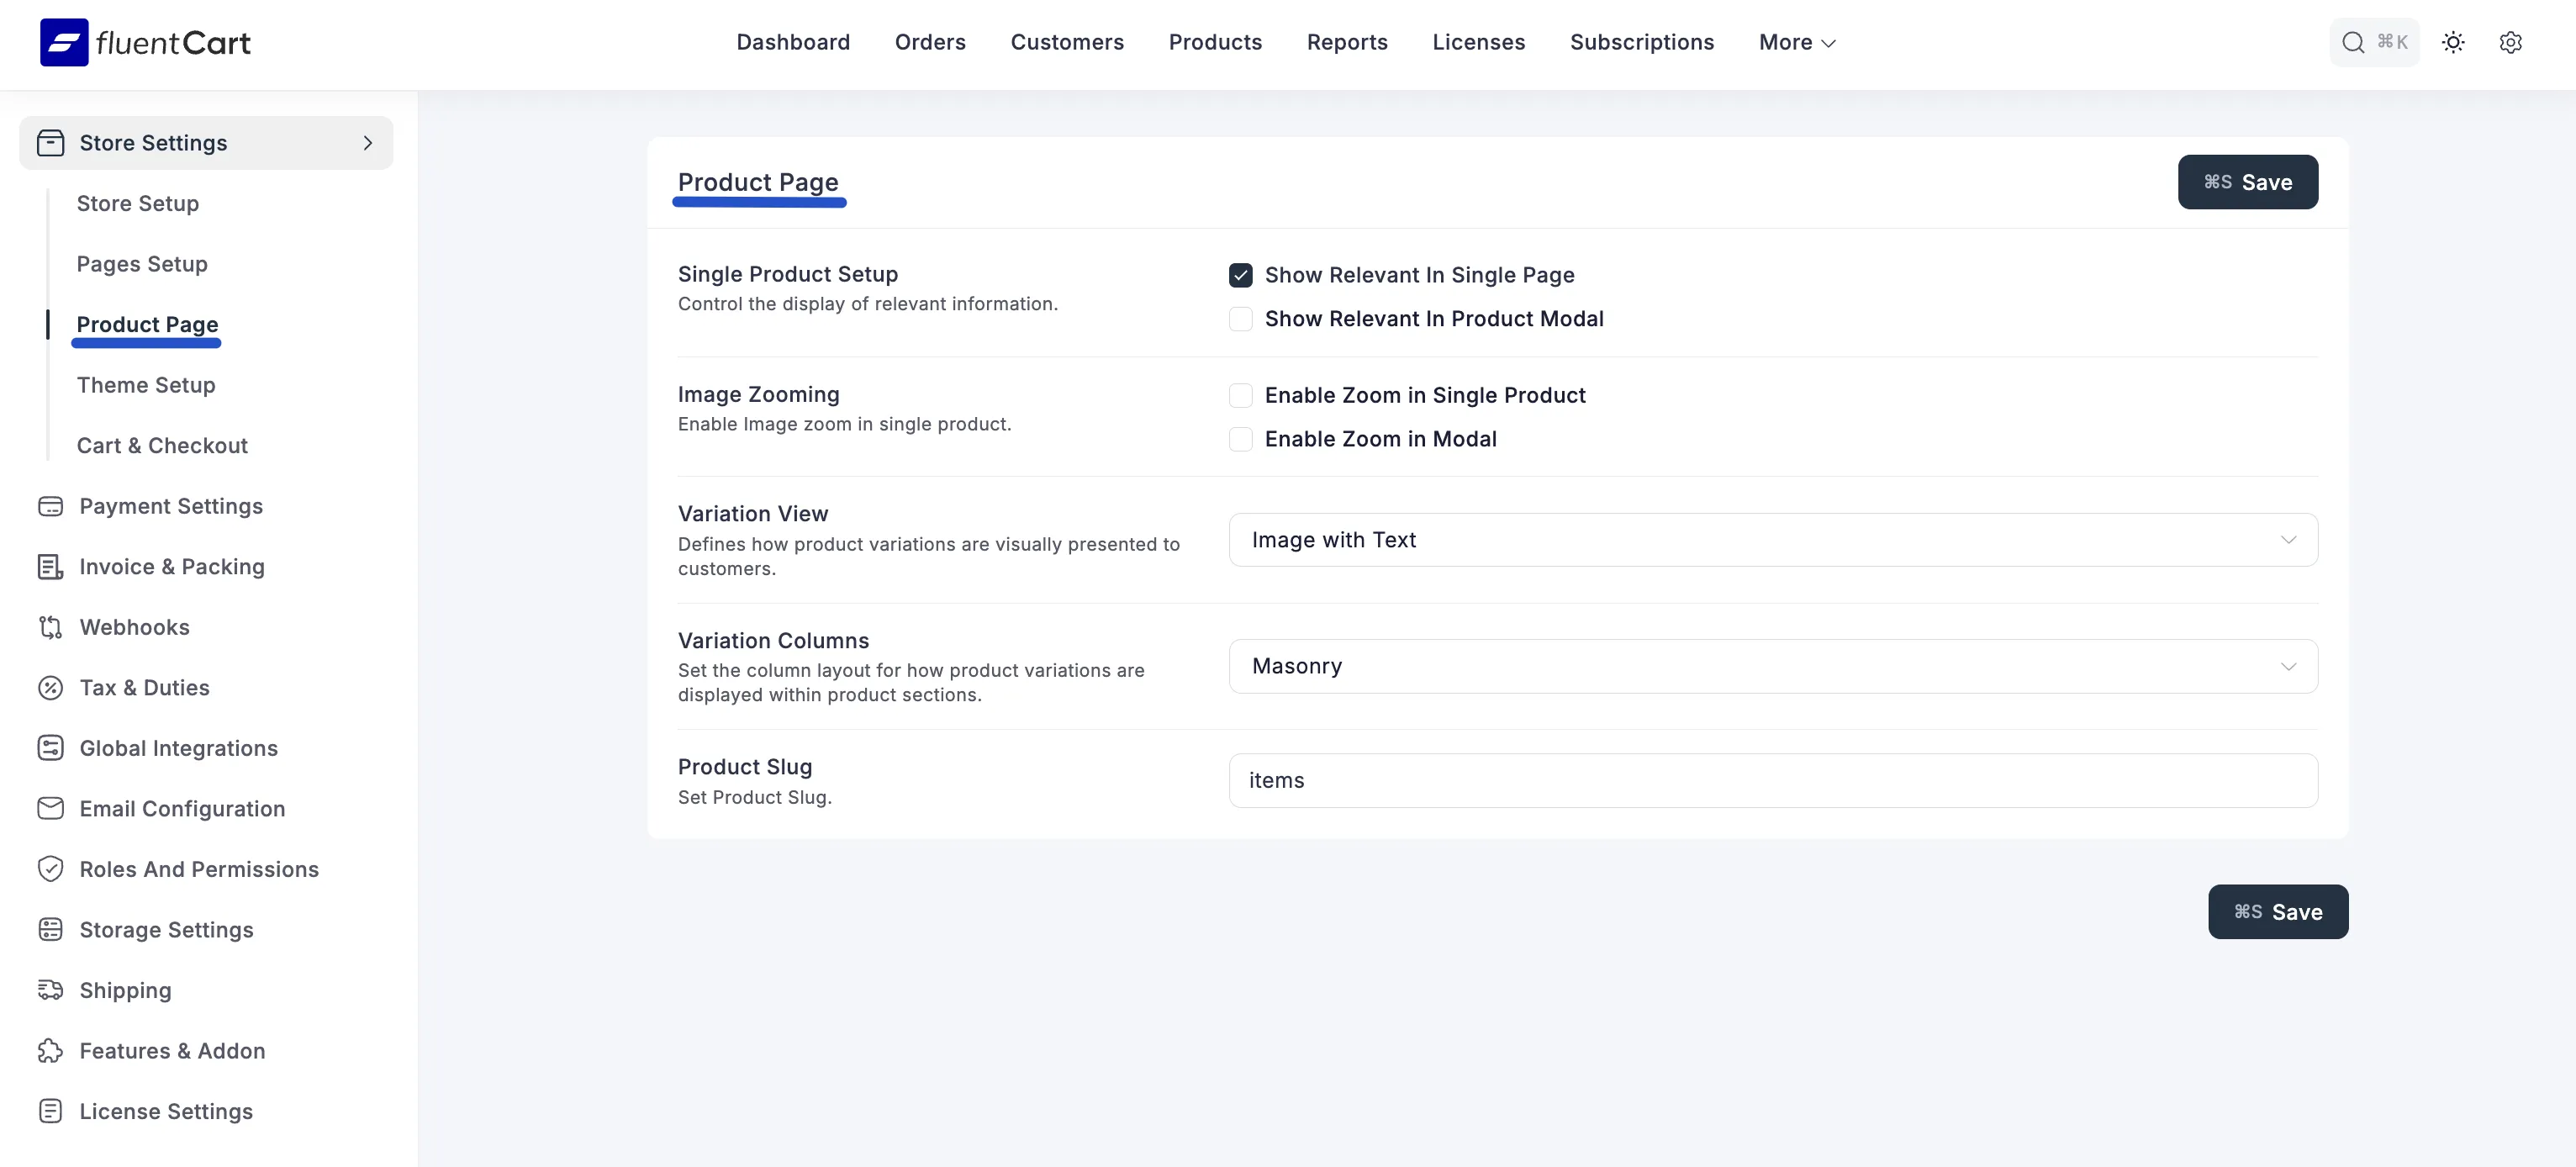 fluentCart
Dashboard
Orders
Customers
Products
Reports
Licenses
Subscriptions
More
⌘K
Store Settings
Store Setup
Pages Setup
Product Page
Theme Setup
Cart & Checkout
Payment Settings
Invoice & Packing
Webhooks
Tax & Duties
Global Integrations
Email Configuration
Roles And Permissions
Storage Settings
Shipping
Features & Addon
License Settings
Product Page
⌘S Save
Single Product Setup
Control the display of relevant information.
Show Relevant In Single Page
Show Relevant In Product Modal
Image Zooming
Enable Image zoom in single product.
Enable Zoom in Single Product
Enable Zoom in Modal
Variation View
Defines how product variations are visually presented to
customers.
Image with Text
Variation Columns
Set the column layout for how product variations are
displayed within product sections.
Masonry
Product Slug
Set Product Slug.
items
⌘S Save